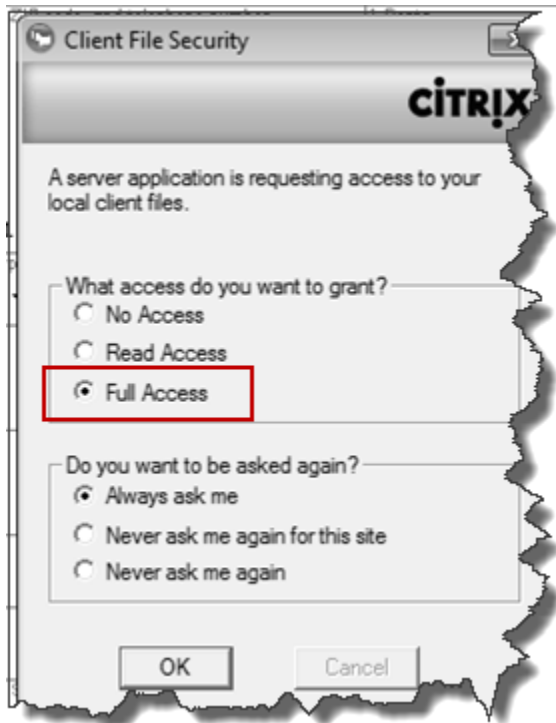 Client File Security
CİTRIX
A server application is requesting access to your
local client files.
What access do you want to grant?
No Access
Read Access
Full Access
Do you want to be asked again?
Always ask me
Never ask me again for this site
Never ask me again
OK
Cancel